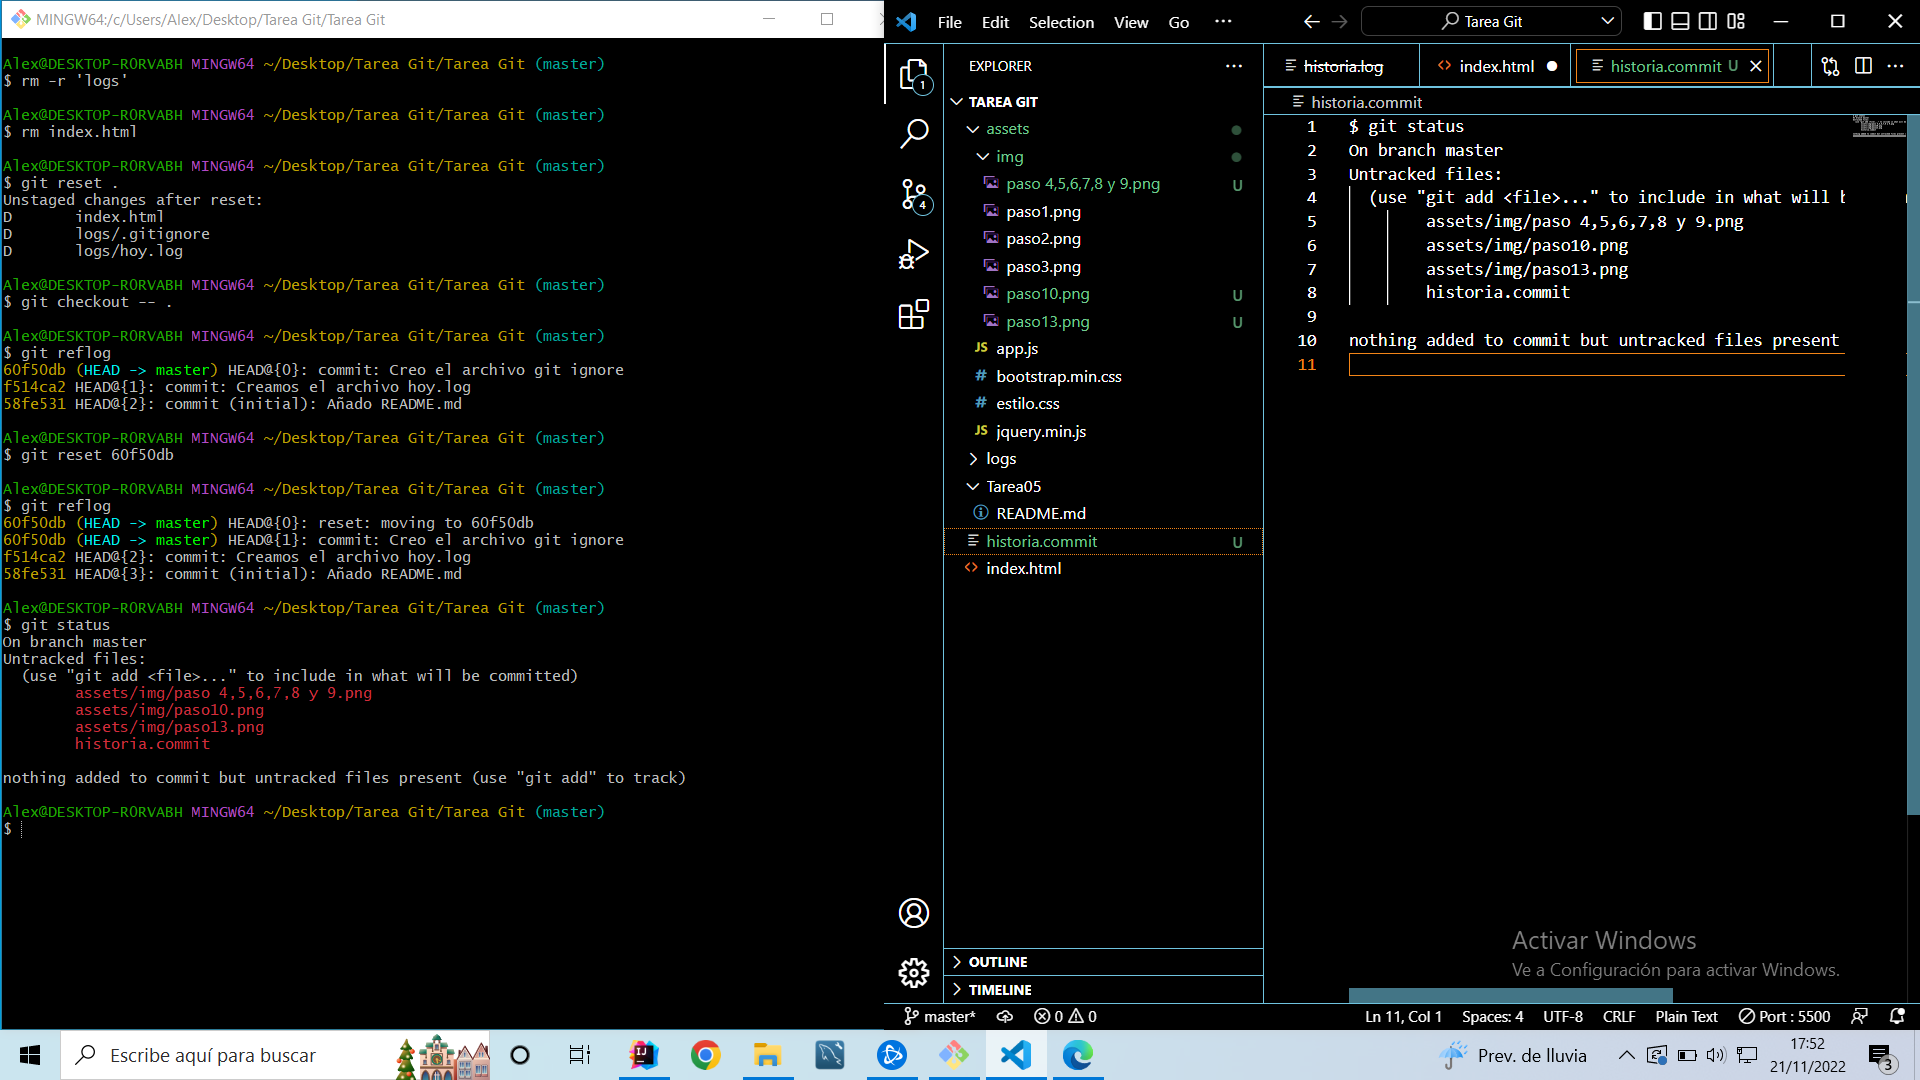 MINGW64:/c/Users/Alex/Desktop/Tarea Git/Tarea Git
Alex@DESKTOP-RORVABH MINGW64 ~/Desktop/Tarea Git/Tarea Git (master)
$ rm -r 'logs'
Alex@DESKTOP-RORVABH MINGW64 ~/Desktop/Tarea Git/Tarea Git (master)
$ rm index.html
Alex@DESKTOP-RORVABH MINGW64 ~/Desktop/Tarea Git/Tarea Git (master)
$ git reset .
Unstaged changes after reset:
D       index.html
D       logs/.gitignore
D       logs/hoy.log
Alex@DESKTOP-RORVABH MINGW64 ~/Desktop/Tarea Git/Tarea Git (master)
$ git checkout -- .
Alex@DESKTOP-RORVABH MINGW64 ~/Desktop/Tarea Git/Tarea Git (master)
$ git reflog
60f50db (HEAD -> master) HEAD@{0}: commit: Creo el archivo git ignore
f514ca2 HEAD@{1}: commit: Creamos el archivo hoy.log
58fe531 HEAD@{2}: commit (initial): Añado README.md
Alex@DESKTOP-RORVABH MINGW64 ~/Desktop/Tarea Git/Tarea Git (master)
$ git reset 60f50db
Alex@DESKTOP-RORVABH MINGW64 ~/Desktop/Tarea Git/Tarea Git (master)
$ git reflog
60f50db (HEAD -> master) HEAD@{0}: reset: moving to 60f50db
60f50db (HEAD -> master) HEAD@{1}: commit: Creo el archivo git ignore
f514ca2 HEAD@{2}: commit: Creamos el archivo hoy.log
58fe531 HEAD@{3}: commit (initial): Añado README.md
Alex@DESKTOP-RORVABH MINGW64 ~/Desktop/Tarea Git/Tarea Git (master)
$ git status
On branch master
Untracked files:
  (use "git add <file>..." to include in what will be committed)
        assets/img/paso 4,5,6,7,8 y 9.png
        assets/img/paso10.png
        assets/img/paso13.png
        historia.commit
nothing added to commit but untracked files present (use "git add" to track)
Alex@DESKTOP-RORVABH MINGW64 ~/Desktop/Tarea Git/Tarea Git (master)
$
File Edit Selection View Go ··· Tarea Git
1
4
EXPLORER ···
TAREA GIT
assets
img
paso 4,5,6,7,8 y 9.png U
paso1.png
paso2.png
paso3.png
paso10.png U
paso13.png U
JS app.js
# bootstrap.min.css
# estilo.css
JS jquery.min.js
logs
Tarea05
README.md
historia.commit U
<> index.html
OUTLINE
TIMELINE
historia.log <> index.html historia.commit U ···
historia.commit
1 $ git status
2 On branch master
3 Untracked files:
4   (use "git add <file>..." to include in what will b
5         assets/img/paso 4,5,6,7,8 y 9.png
6         assets/img/paso10.png
7         assets/img/paso13.png
8         historia.commit
9
10 nothing added to commit but untracked files present
11
Activar Windows
Ve a Configuración para activar Windows.
master* 0 0 Ln 11, Col 1 Spaces: 4 UTF-8 CRLF Plain Text Port : 5500
Escribe aquí para buscar
IJ
Prev. de lluvia
17:52
21/11/2022
3